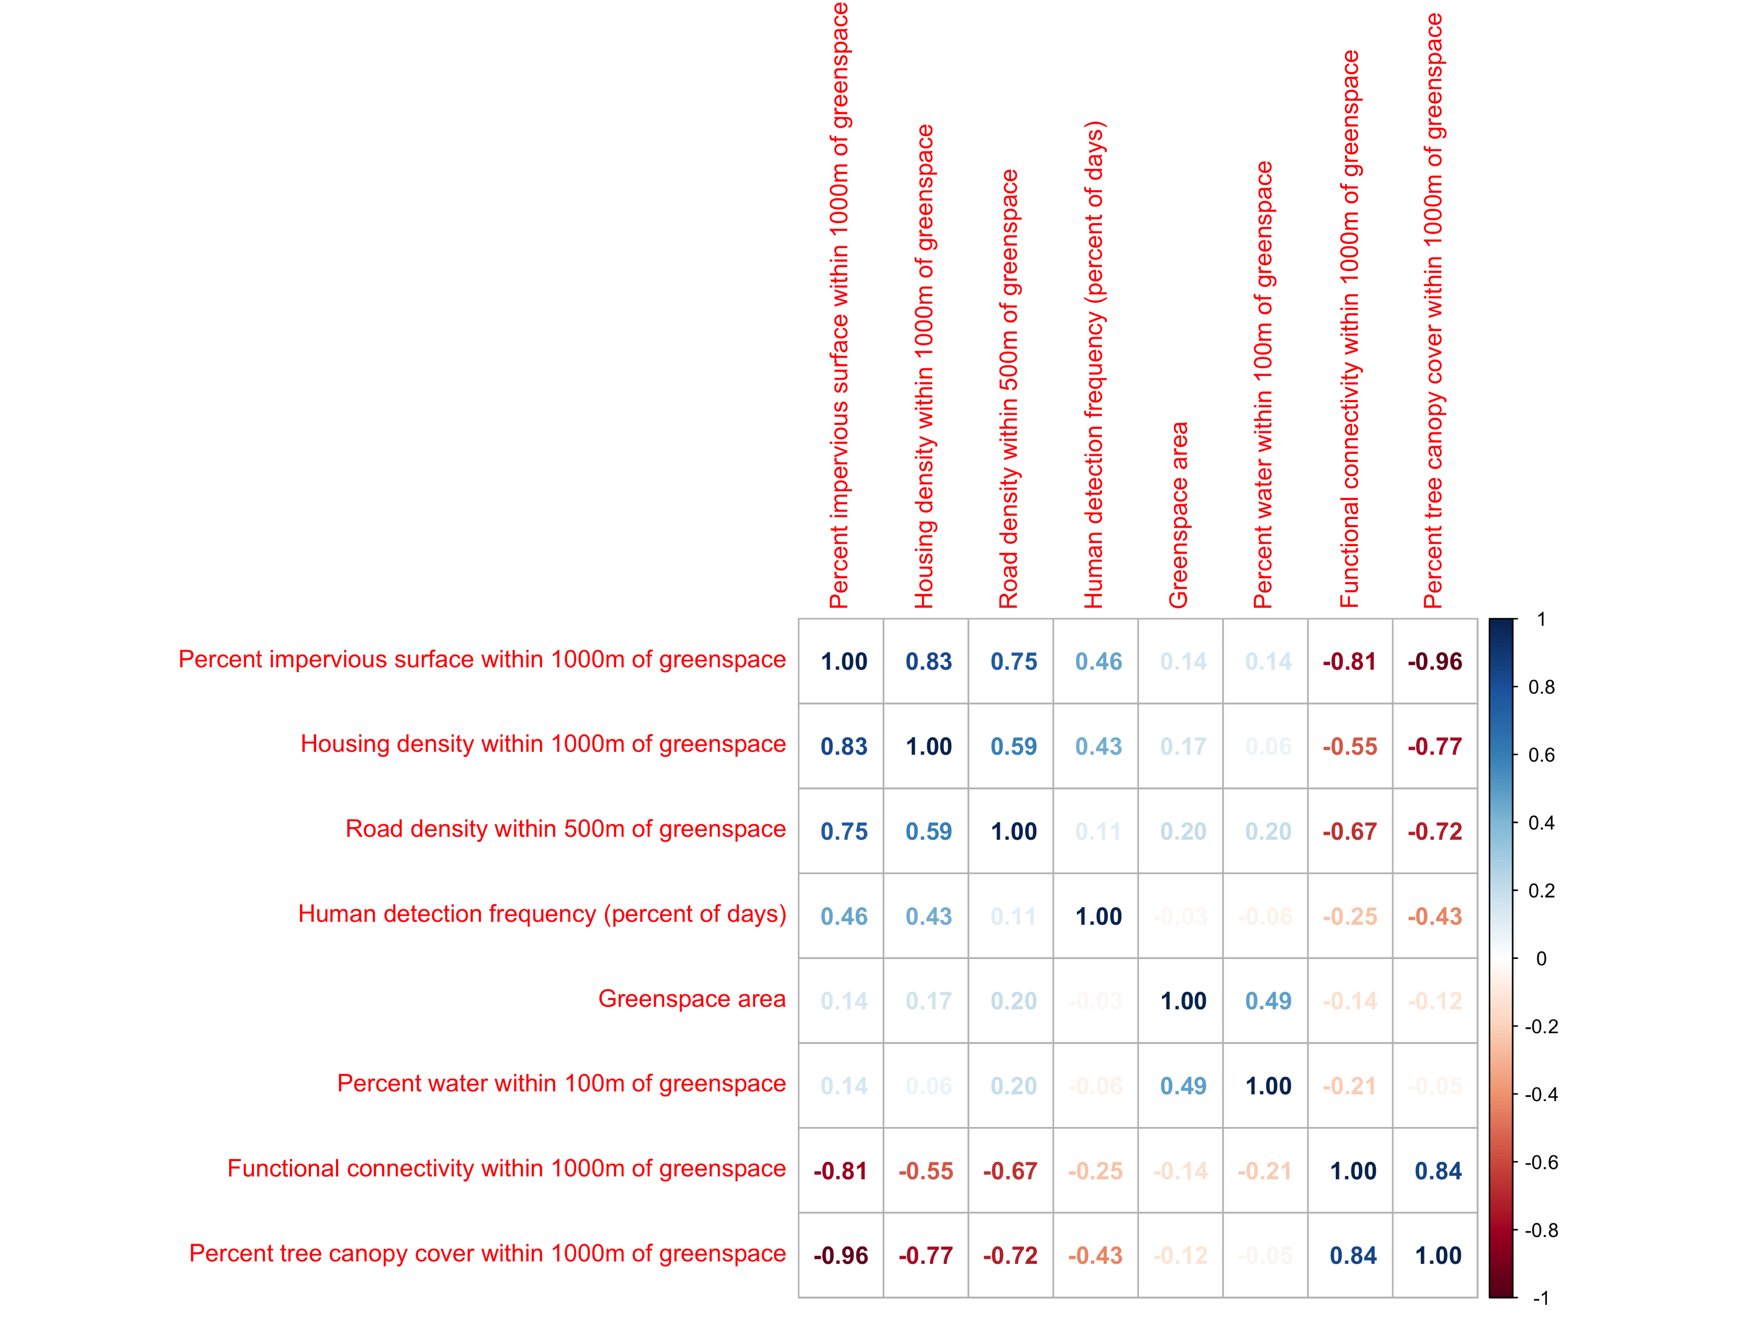 Percent impervious surface within 1000m of greenspace
Housing density within 1000m of greenspace
Road density within 500m of greenspace
Human detection frequency (percent of days)
Greenspace area
Percent water within 100m of greenspace
Functional connectivity within 1000m of greenspace
Percent tree canopy cover within 1000m of greenspace
Percent impervious surface within 1000m of greenspace 1.00 0.83 0.75 0.46 0.14 0.14 -0.81 -0.96
Housing density within 1000m of greenspace 0.83 1.00 0.59 0.43 0.17 0.06 -0.55 -0.77
Road density within 500m of greenspace 0.75 0.59 1.00 0.11 0.20 0.20 -0.67 -0.72
Human detection frequency (percent of days) 0.46 0.43 0.11 1.00 -0.03 -0.06 -0.25 -0.43
Greenspace area 0.14 0.17 0.20 -0.03 1.00 0.49 -0.14 -0.12
Percent water within 100m of greenspace 0.14 0.06 0.20 -0.06 0.49 1.00 -0.21 -0.05
Functional connectivity within 1000m of greenspace -0.81 -0.55 -0.67 -0.25 -0.14 -0.21 1.00 0.84
Percent tree canopy cover within 1000m of greenspace -0.96 -0.77 -0.72 -0.43 -0.12 -0.05 0.84 1.00
1
0.8
0.6
0.4
0.2
0
-0.2
-0.4
-0.6
-0.8
-1